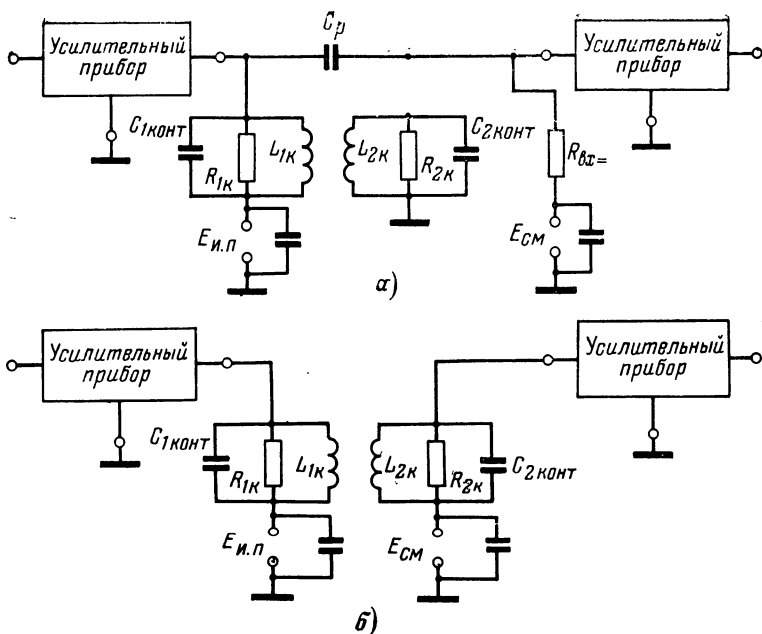 Cр
Усилительный
прибор
Усилительный
прибор
C1конт
R1к
L1к
L2к
R2к
C2конт
Rвх=
Eи.п
Eсм
а)
Усилительный
прибор
Усилительный
прибор
C1конт
R1к
L1к
L2к
R2к
C2конт
Eи.п
Eсм
б)